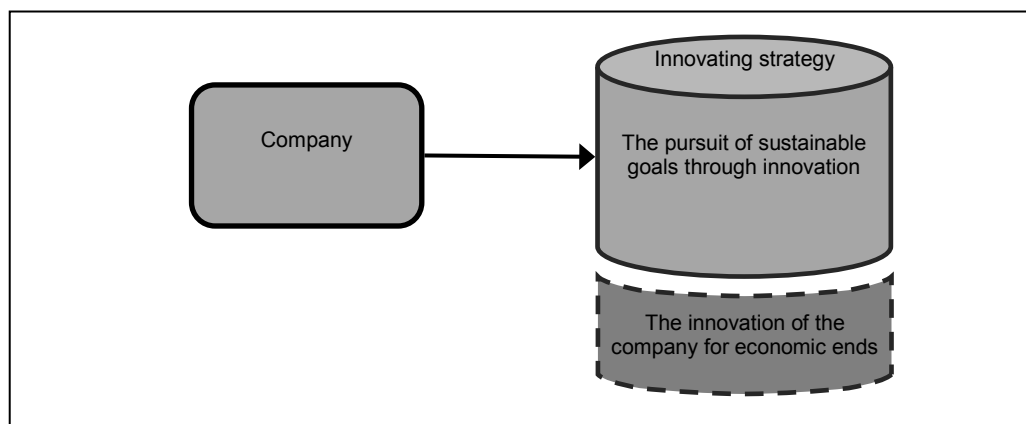 Innovating strategy
Company
The pursuit of sustainable
goals through innovation
The innovation of the
company for economic ends